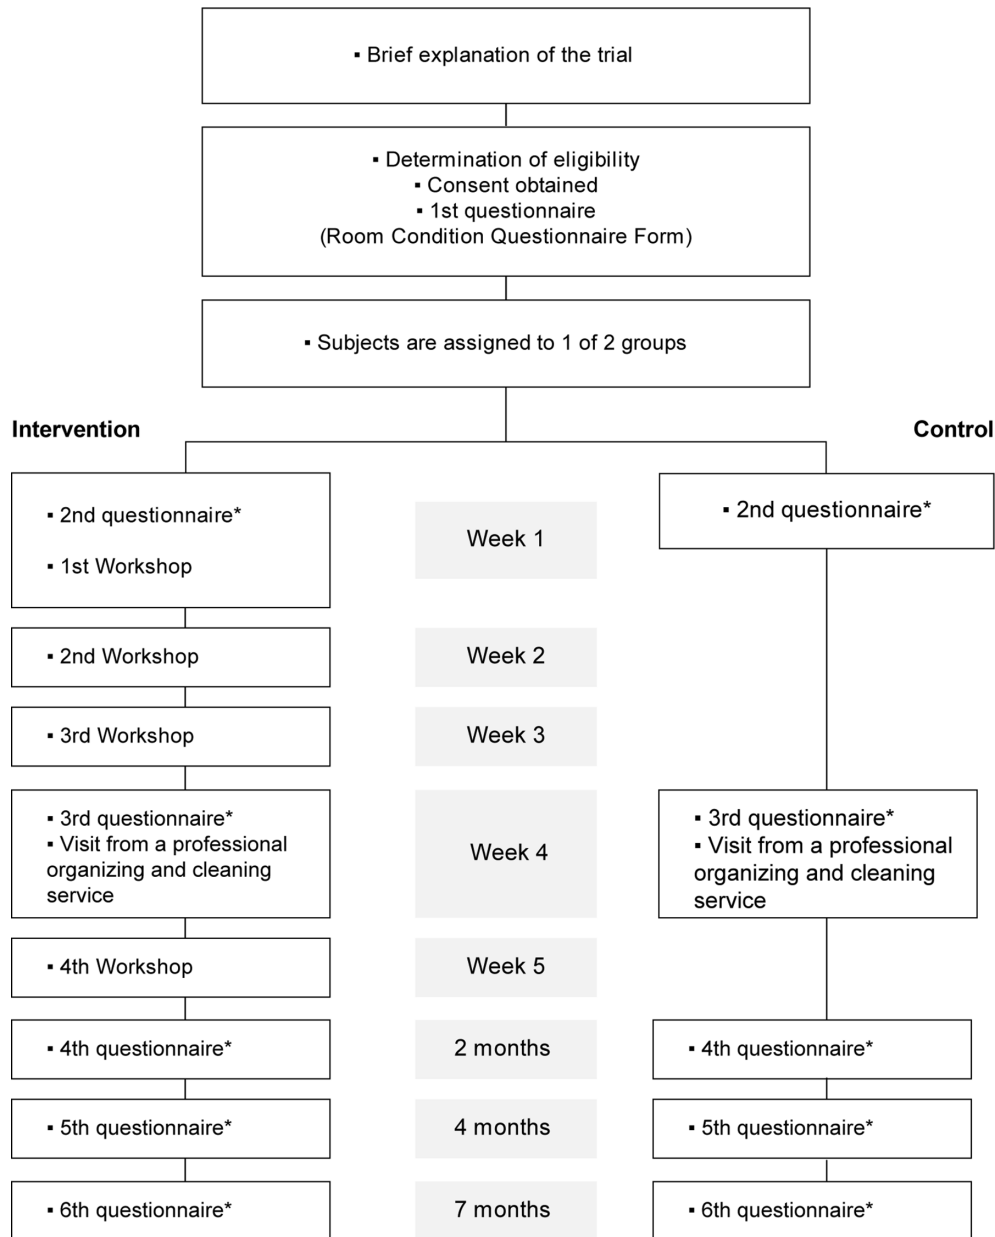 ▪ Brief explanation of the trial
▪ Determination of eligibility
▪ Consent obtained
▪ 1st questionnaire
(Room Condition Questionnaire Form)
▪ Subjects are assigned to 1 of 2 groups
Intervention
Control
▪ 2nd questionnaire*
▪ 1st Workshop
Week 1
▪ 2nd questionnaire*
▪ 2nd Workshop
Week 2
▪ 3rd Workshop
Week 3
▪ 3rd questionnaire*
▪ Visit from a professional
organizing and cleaning
service
Week 4
▪ 3rd questionnaire*
▪ Visit from a professional
organizing and cleaning
service
▪ 4th Workshop
Week 5
▪ 4th questionnaire*
2 months
▪ 4th questionnaire*
▪ 5th questionnaire*
4 months
▪ 5th questionnaire*
▪ 6th questionnaire*
7 months
▪ 6th questionnaire*